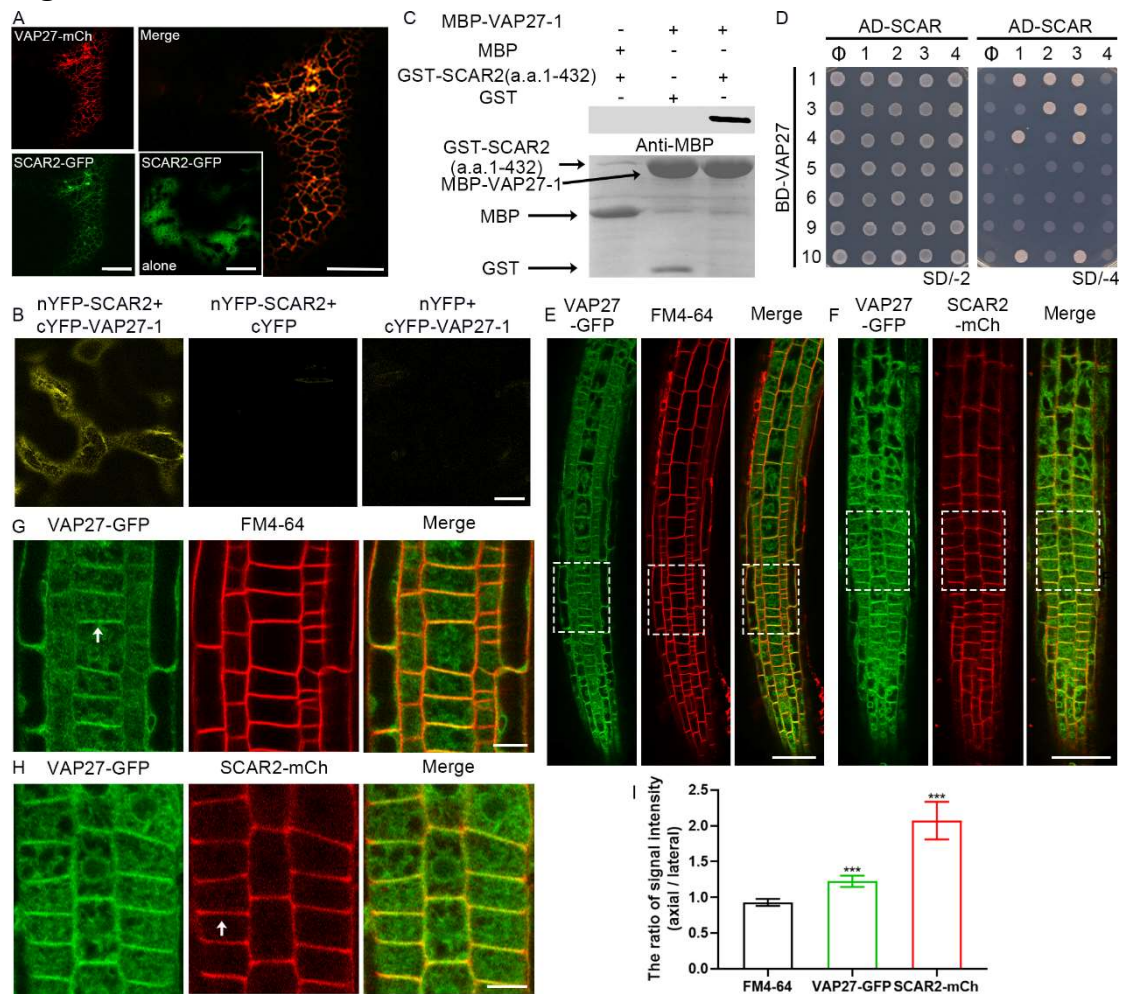 A
VAP27-mCh
Merge
SCAR2-GFP
SCAR2-GFP
alone
C
MBP-VAP27-1 - + +
MBP + - -
GST-SCAR2(a.a.1-432) + - +
GST - + -
Anti-MBP
GST-SCAR2
(a.a.1-432)
MBP-VAP27-1
MBP
GST
D
AD-SCAR AD-SCAR
Φ 1 2 3 4 Φ 1 2 3 4
BD-VAP27
1
3
4
5
6
9
10
SD/-2 SD/-4
B
nYFP-SCAR2+ nYFP-SCAR2+ nYFP+
cYFP-VAP27-1 cYFP cYFP-VAP27-1
E
VAP27 FM4-64 Merge
-GFP
F
VAP27 SCAR2 Merge
-GFP -mCh
G
VAP27-GFP FM4-64 Merge
H
VAP27-GFP SCAR2-mCh Merge
I
The ratio of signal intensity
(axial / lateral)
2.5
2.0
1.5
1.0
0.5
0.0
*** ***
FM4-64 VAP27-GFP SCAR2-mCh